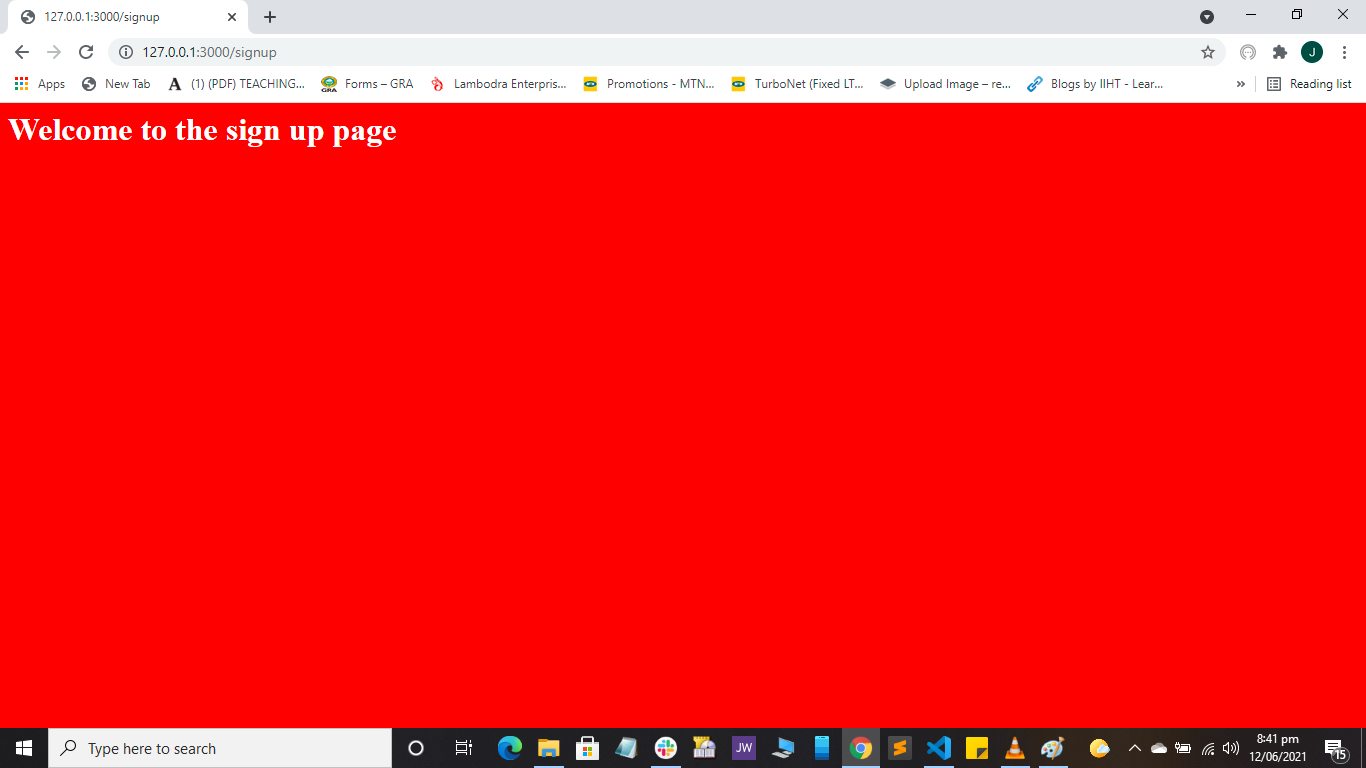 127.0.0.1:3000/signup
J
127.0.0.1:3000/signup
Apps New Tab A (1) (PDF) TEACHING... GRA Forms – GRA Lambodra Enterpris... Promotions - MTN... TurboNet (Fixed LT... Upload Image – re... Blogs by IIHT - Lear... » Reading list
Welcome to the sign up page
Type here to search
JW
8:41 pm
12/06/2021
15